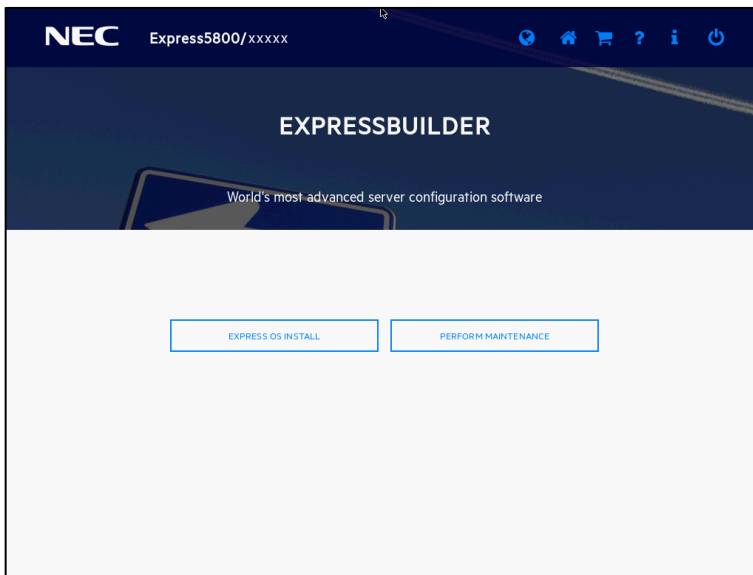 NEC Express5800/xxxxx ? i
EXPRESSBUILDER
World's most advanced server configuration software
EXPRESS OS INSTALL PERFORM MAINTENANCE